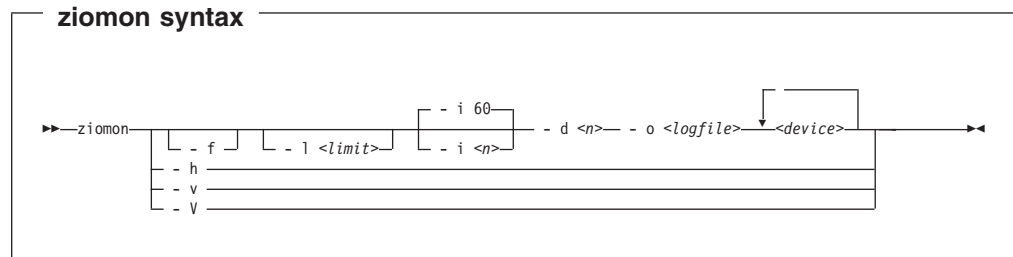 ziomon syntax
- i 60
ziomon - f - l <limit> - i <n> - d <n> - o <logfile> <device>
- h
- v
- V